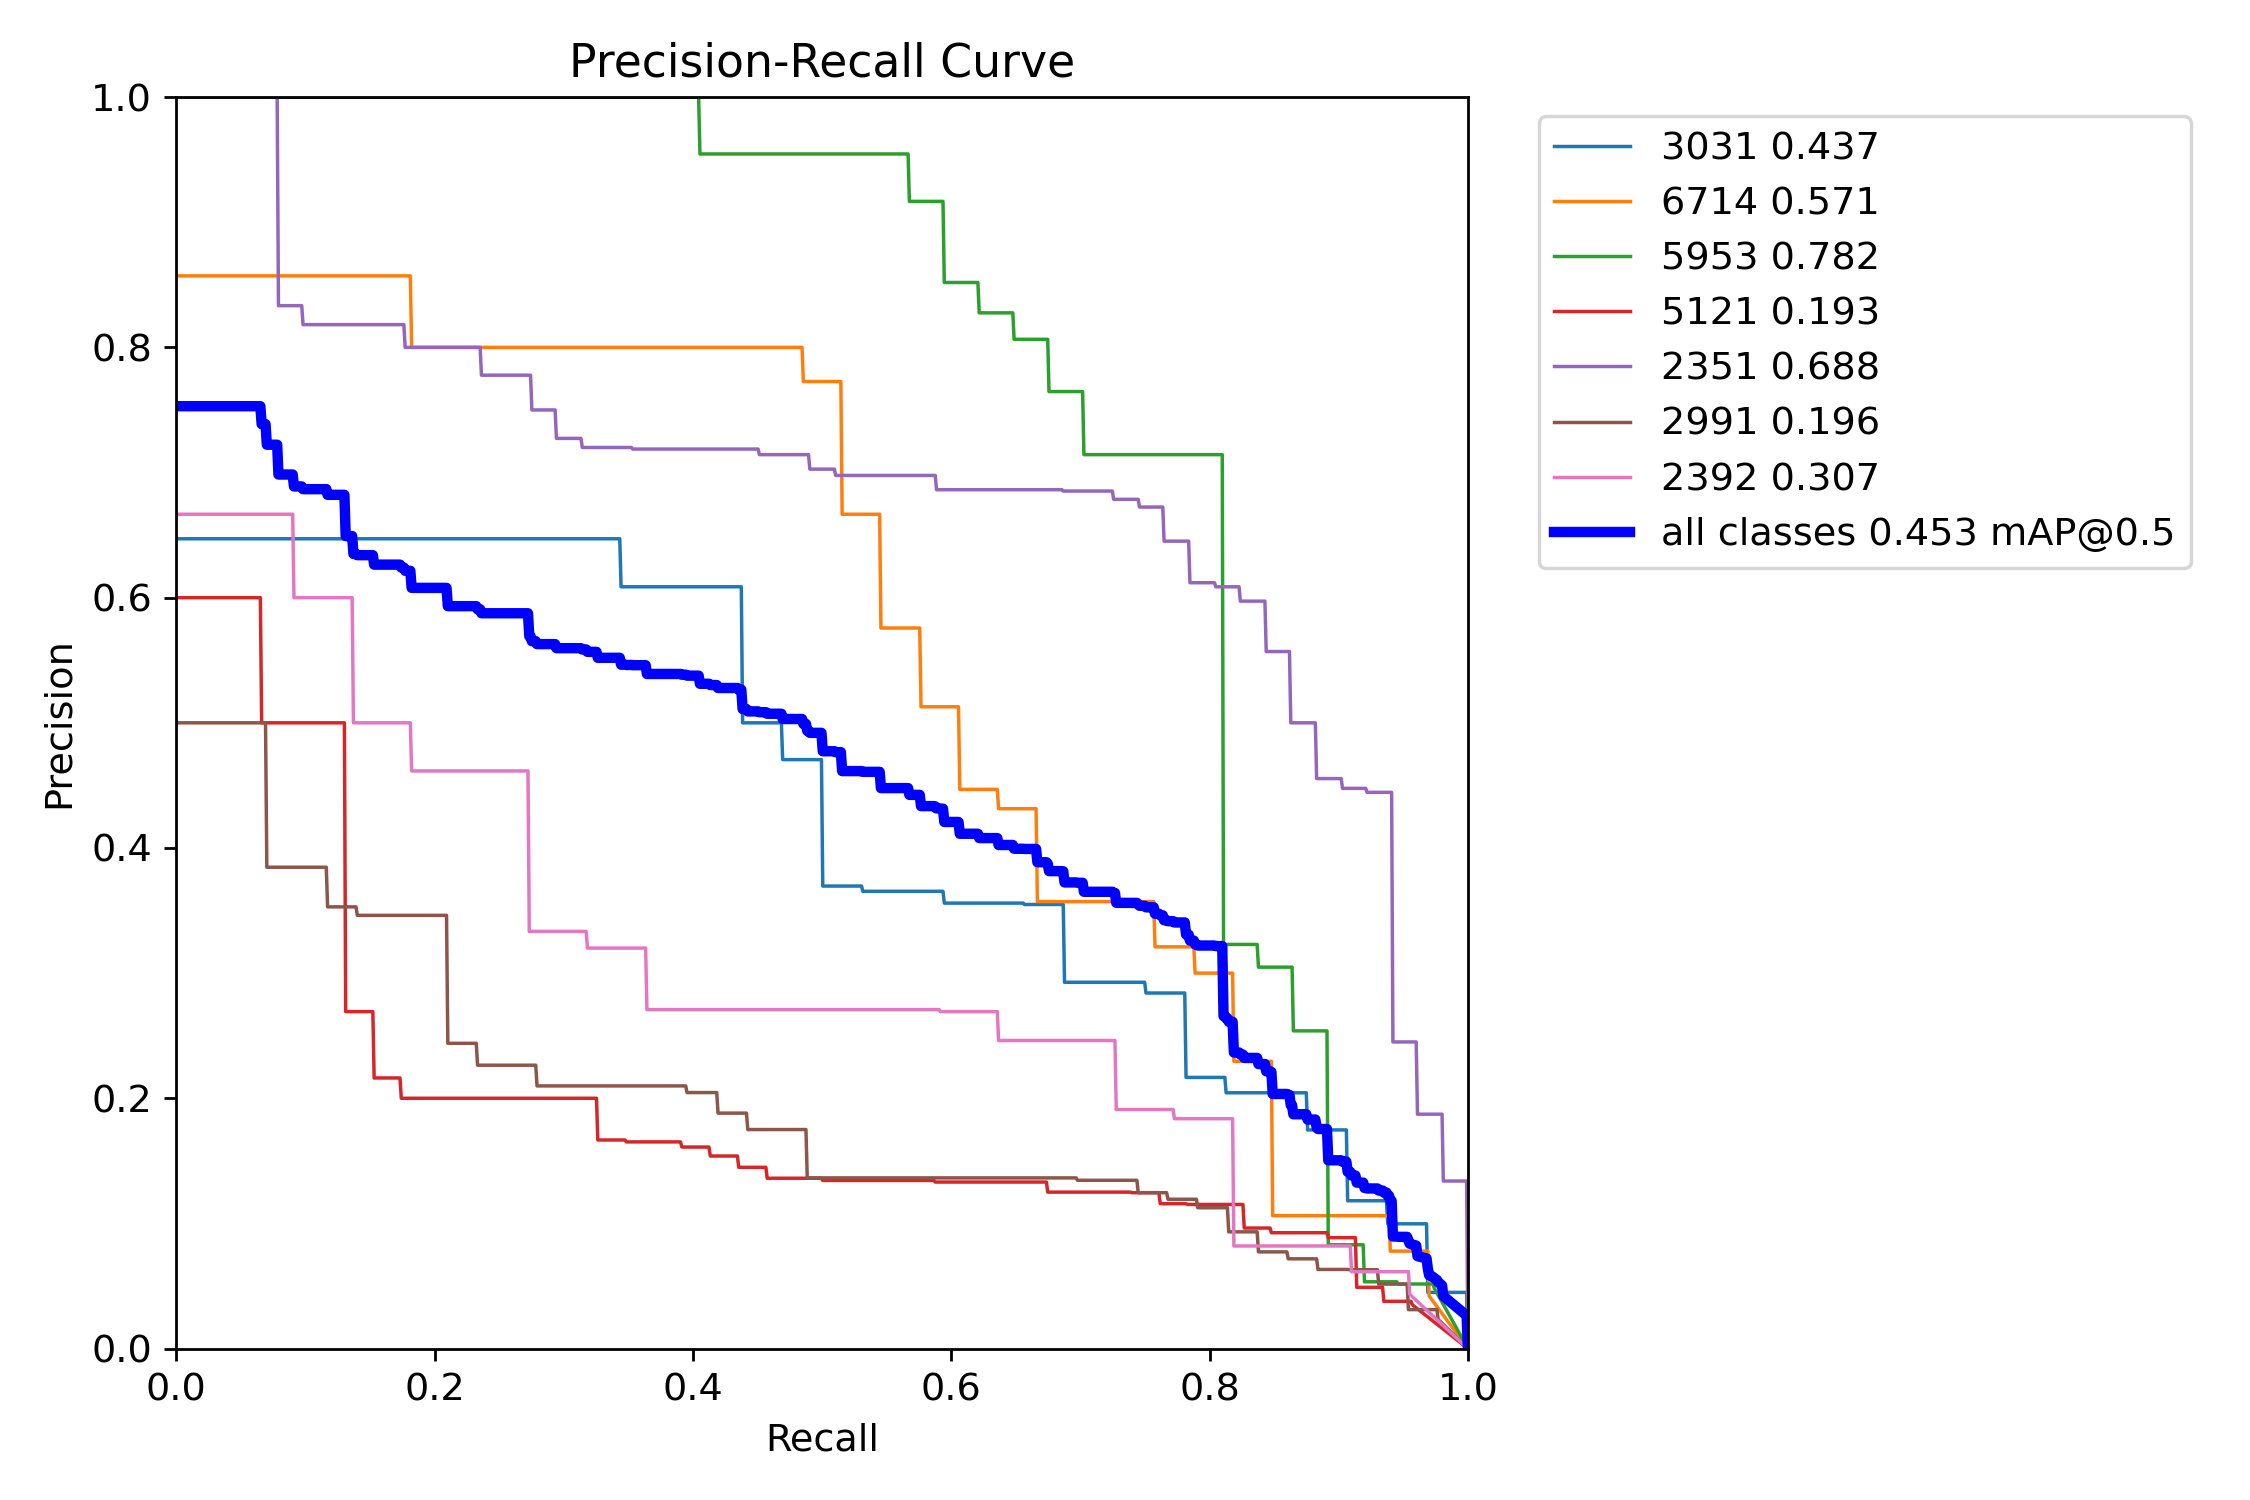 Precision-Recall Curve
1.0
0.8
0.6
0.4
0.2
0.0
Precision
0.0 0.2 0.4 0.6 0.8 1.0
Recall
3031 0.437
6714 0.571
5953 0.782
5121 0.193
2351 0.688
2991 0.196
2392 0.307
all classes 0.453 mAP@0.5